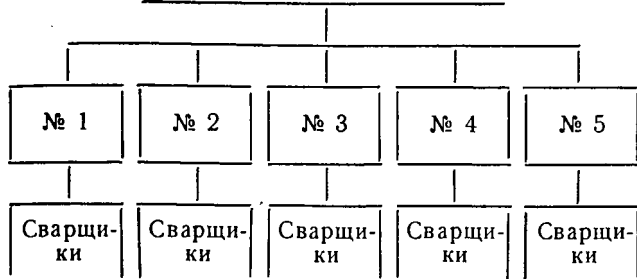 № 1 № 2 № 3 № 4 № 5
Сварщи- Сварщи- Сварщи- Сварщи- Сварщи-
ки ки ки ки ки